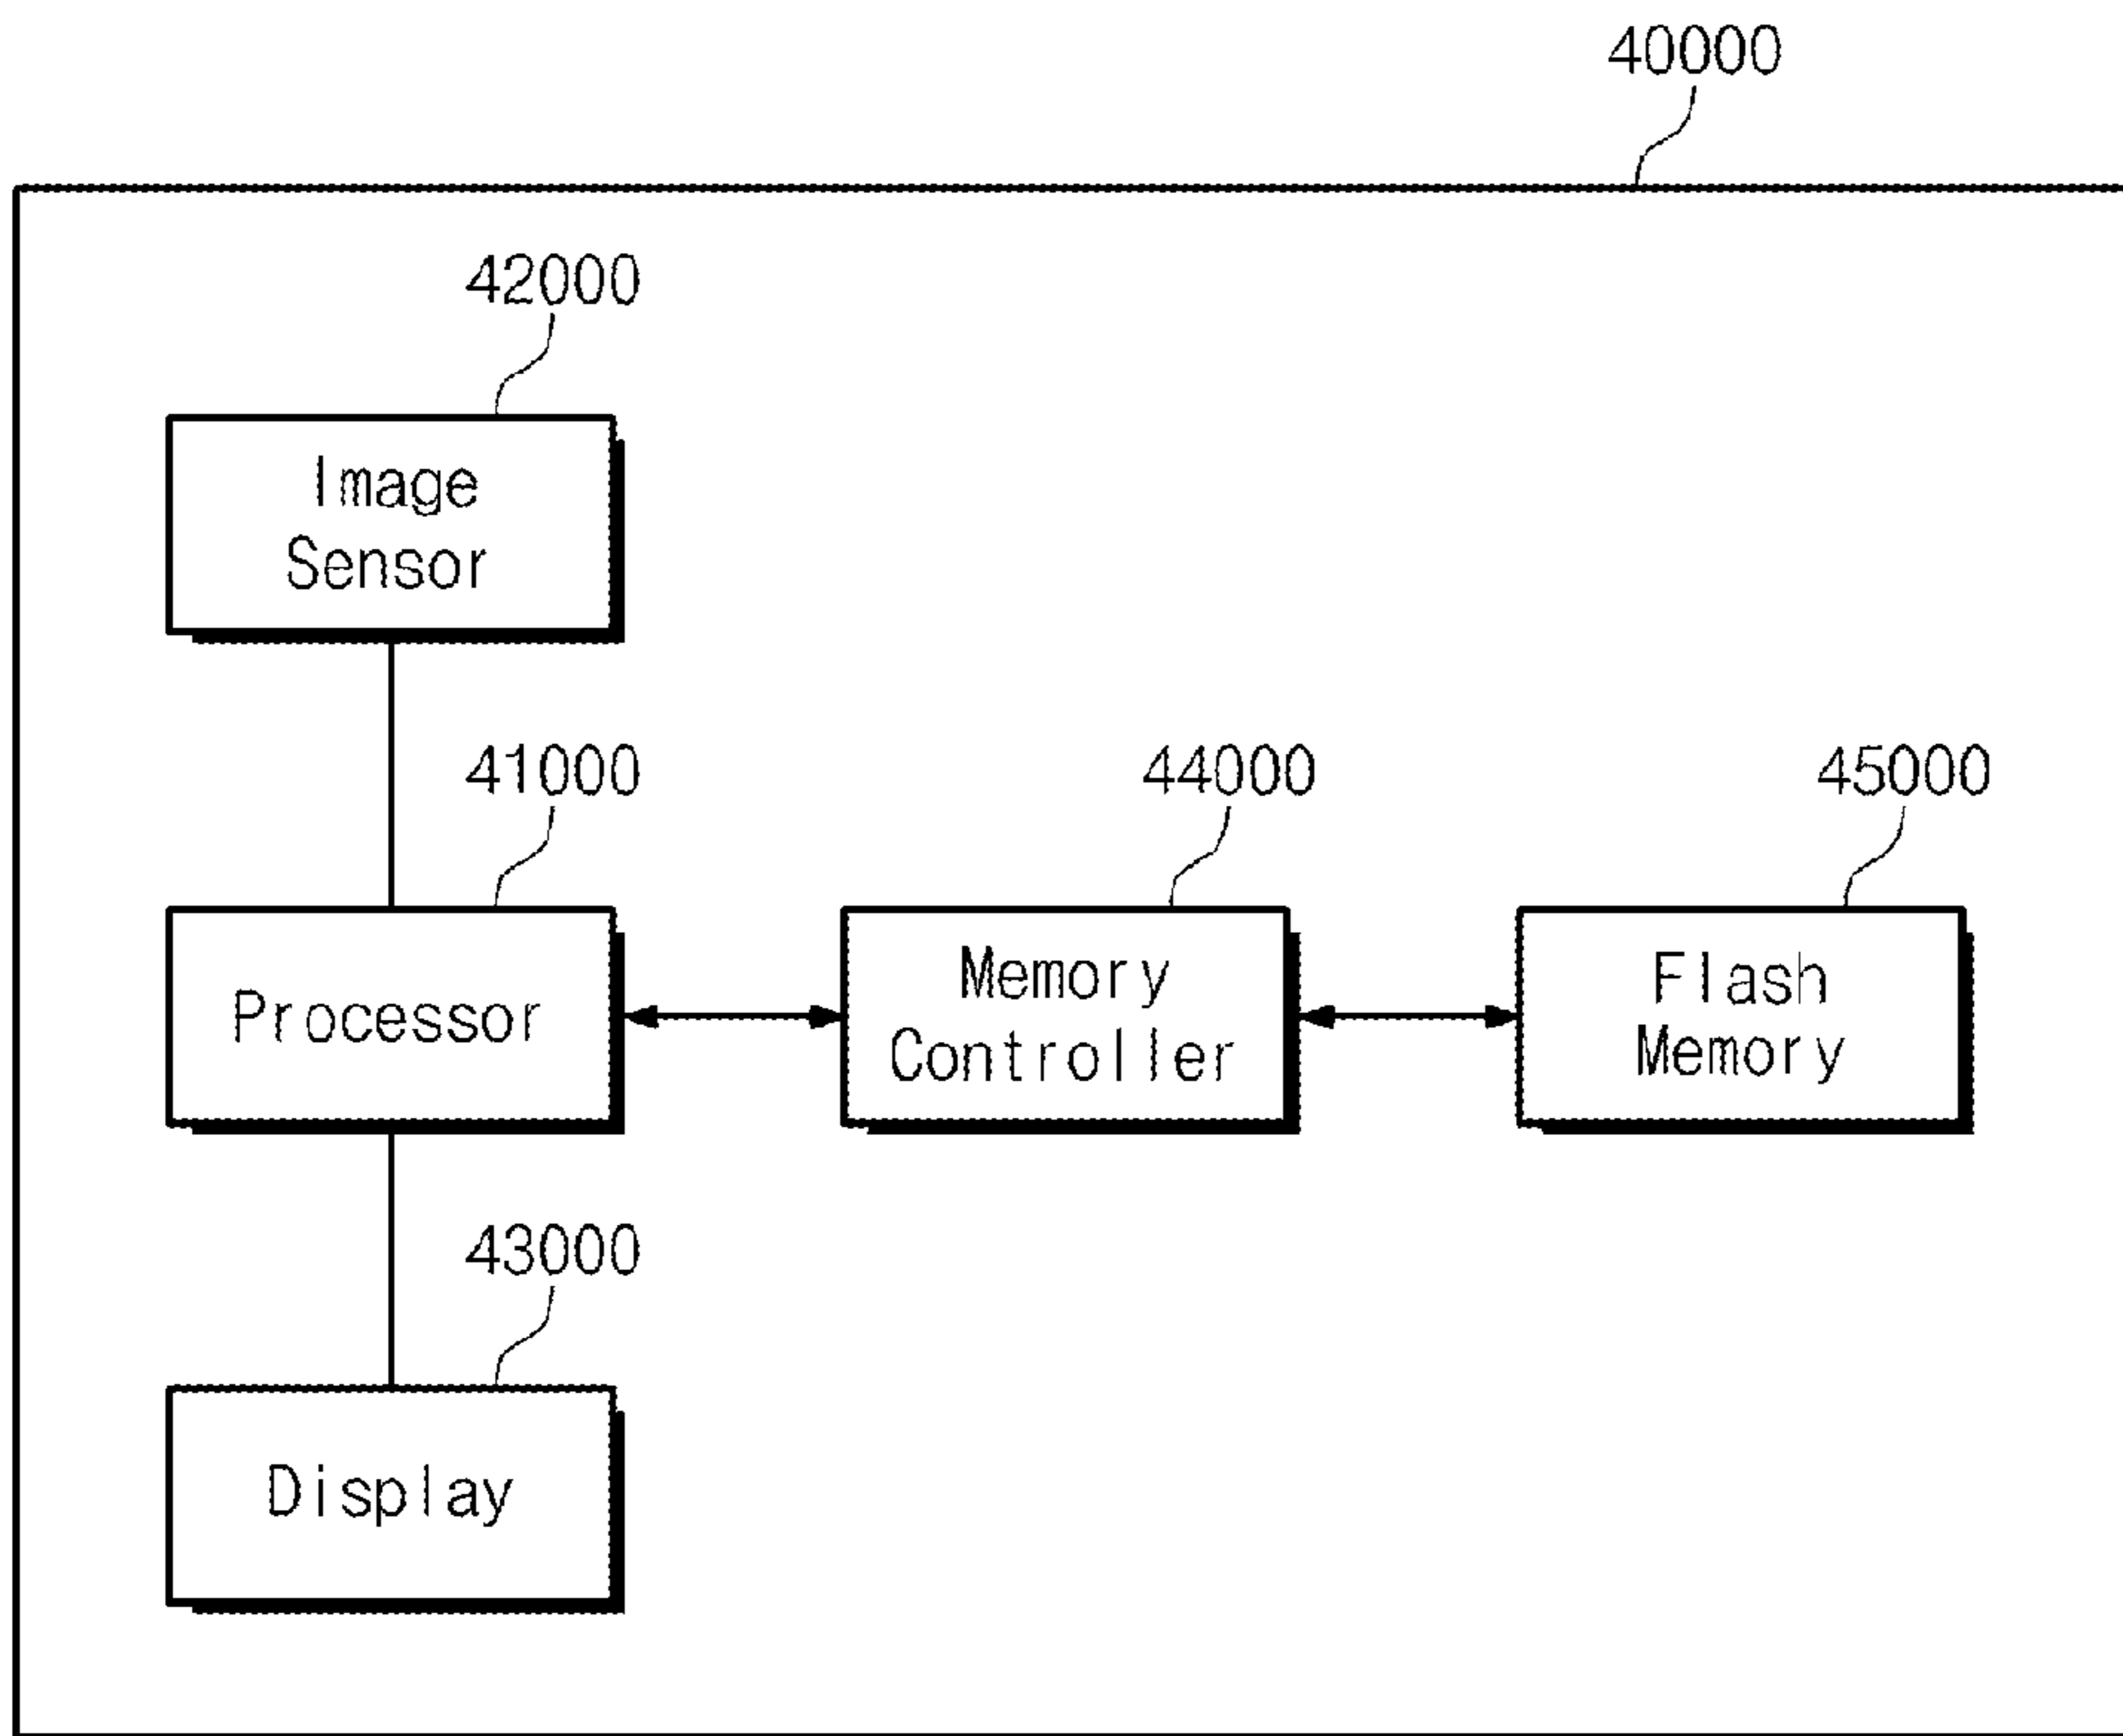 40000
42000
Image
Sensor
41000
Processor
44000
Memory
Controller
45000
Flash
Memory
43000
Display